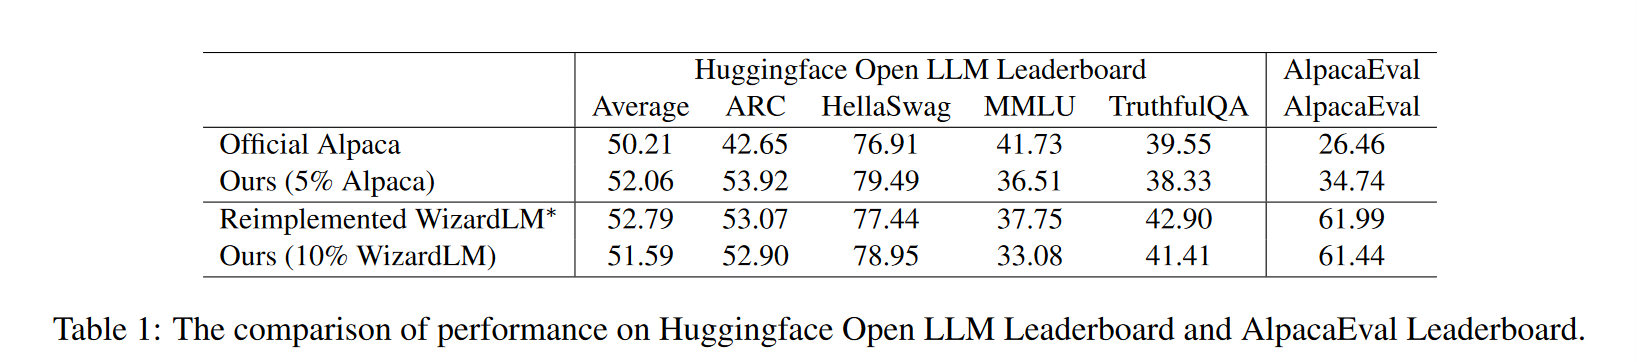 Huggingface Open LLM Leaderboard AlpacaEval
Average ARC HellaSwag MMLU TruthfulQA AlpacaEval
Official Alpaca 50.21 42.65 76.91 41.73 39.55 26.46
Ours (5% Alpaca) 52.06 53.92 79.49 36.51 38.33 34.74
Reimplemented WizardLM* 52.79 53.07 77.44 37.75 42.90 61.99
Ours (10% WizardLM) 51.59 52.90 78.95 33.08 41.41 61.44
Table 1: The comparison of performance on Huggingface Open LLM Leaderboard and AlpacaEval Leaderboard.